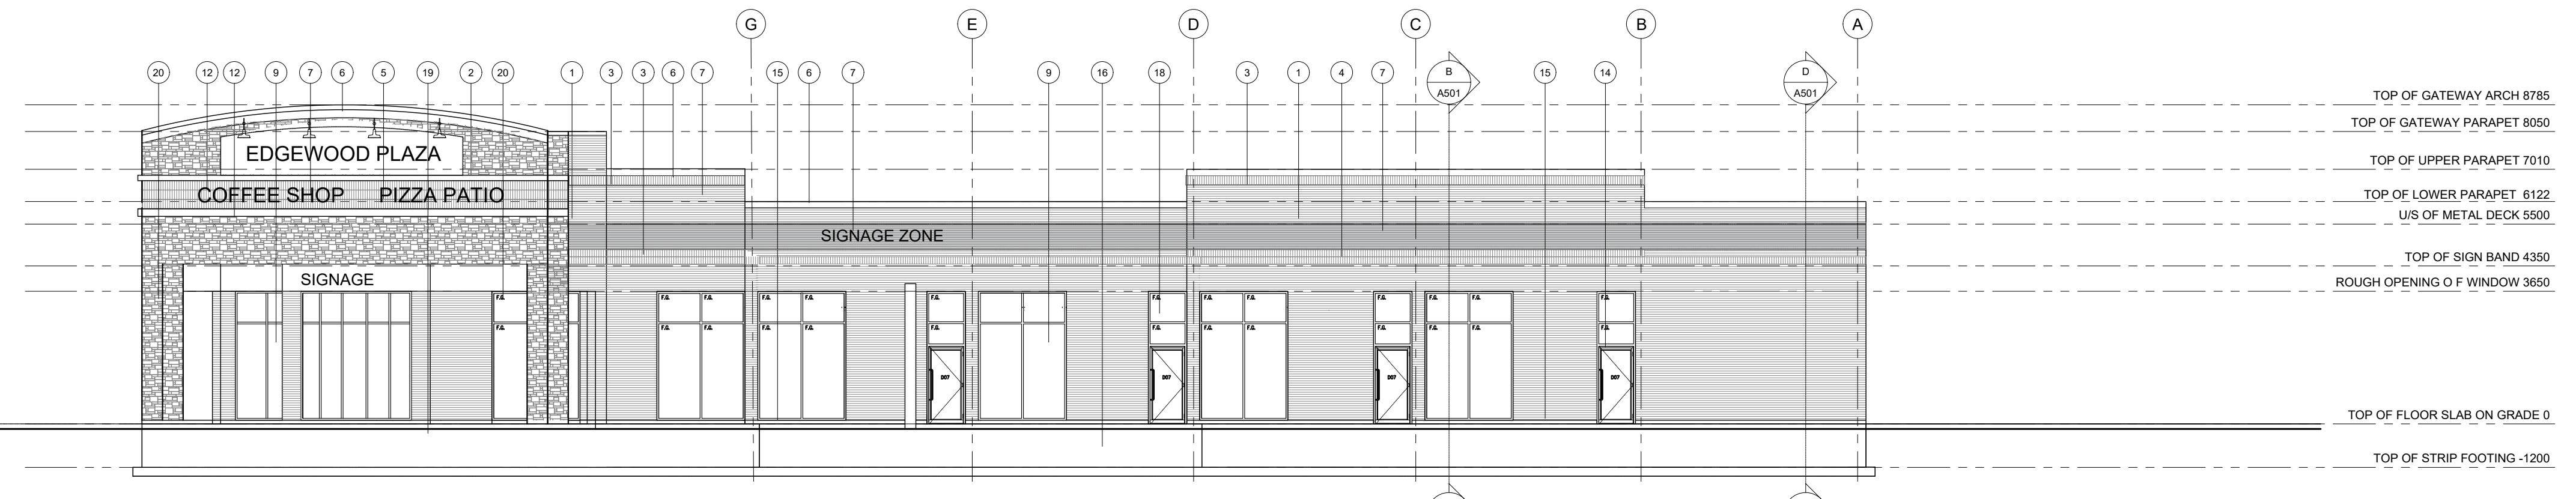 G E D C B A
20 12 12 9 7 6 5 19 2 20 1 3 3 6 7 15 6 7 9 16 18 3 1 4 7 15 14
B D
A501 A501
TOP OF GATEWAY ARCH 8785
TOP OF GATEWAY PARAPET 8050
EDGEWOOD PLAZA
TOP OF UPPER PARAPET 7010
COFFEE SHOP PIZZA PATIO
TOP OF LOWER PARAPET 6122
U/S OF METAL DECK 5500
SIGNAGE ZONE
TOP OF SIGN BAND 4350
SIGNAGE
ROUGH OPENING O F WINDOW 3650
F.G. F.G. F.G. F.G. F.G. F.G. F.G. F.G. F.G. F.G. F.G. F.G. F.G.
F.G. F.G. F.G. F.G. F.G. F.G. F.G. F.G. F.G. F.G. F.G. F.G. F.G.
D07 D07 D07 D07
TOP OF FLOOR SLAB ON GRADE 0
TOP OF STRIP FOOTING -1200